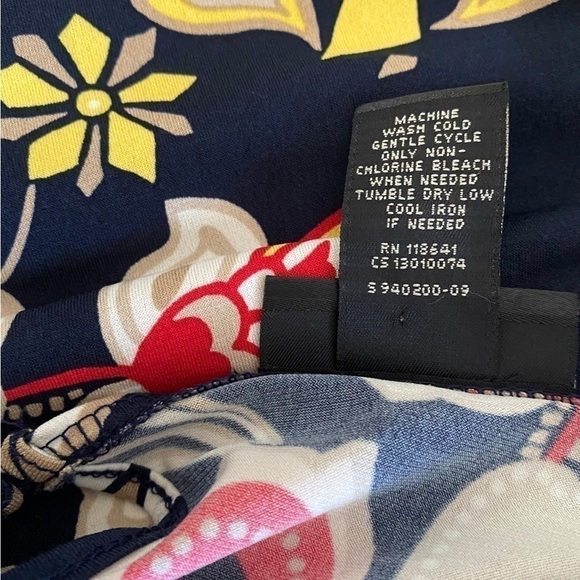 MACHINE
WASH COLD
GENTLE CYCLE
ONLY NON-
CHLORINE BLEACH
WHEN NEEDED
TUMBLE DRY LOW
COOL IRON
IF NEEDED
RN 118641
CS 13010074
S 940200-09